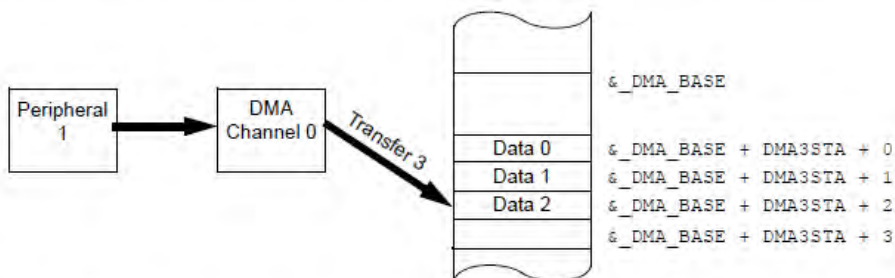 &_DMA_BASE
Peripheral
1
DMA
Channel 0
Transfer 3
Data 0
&_DMA_BASE + DMA3STA + 0
Data 1
&_DMA_BASE + DMA3STA + 1
Data 2
&_DMA_BASE + DMA3STA + 2
&_DMA_BASE + DMA3STA + 3